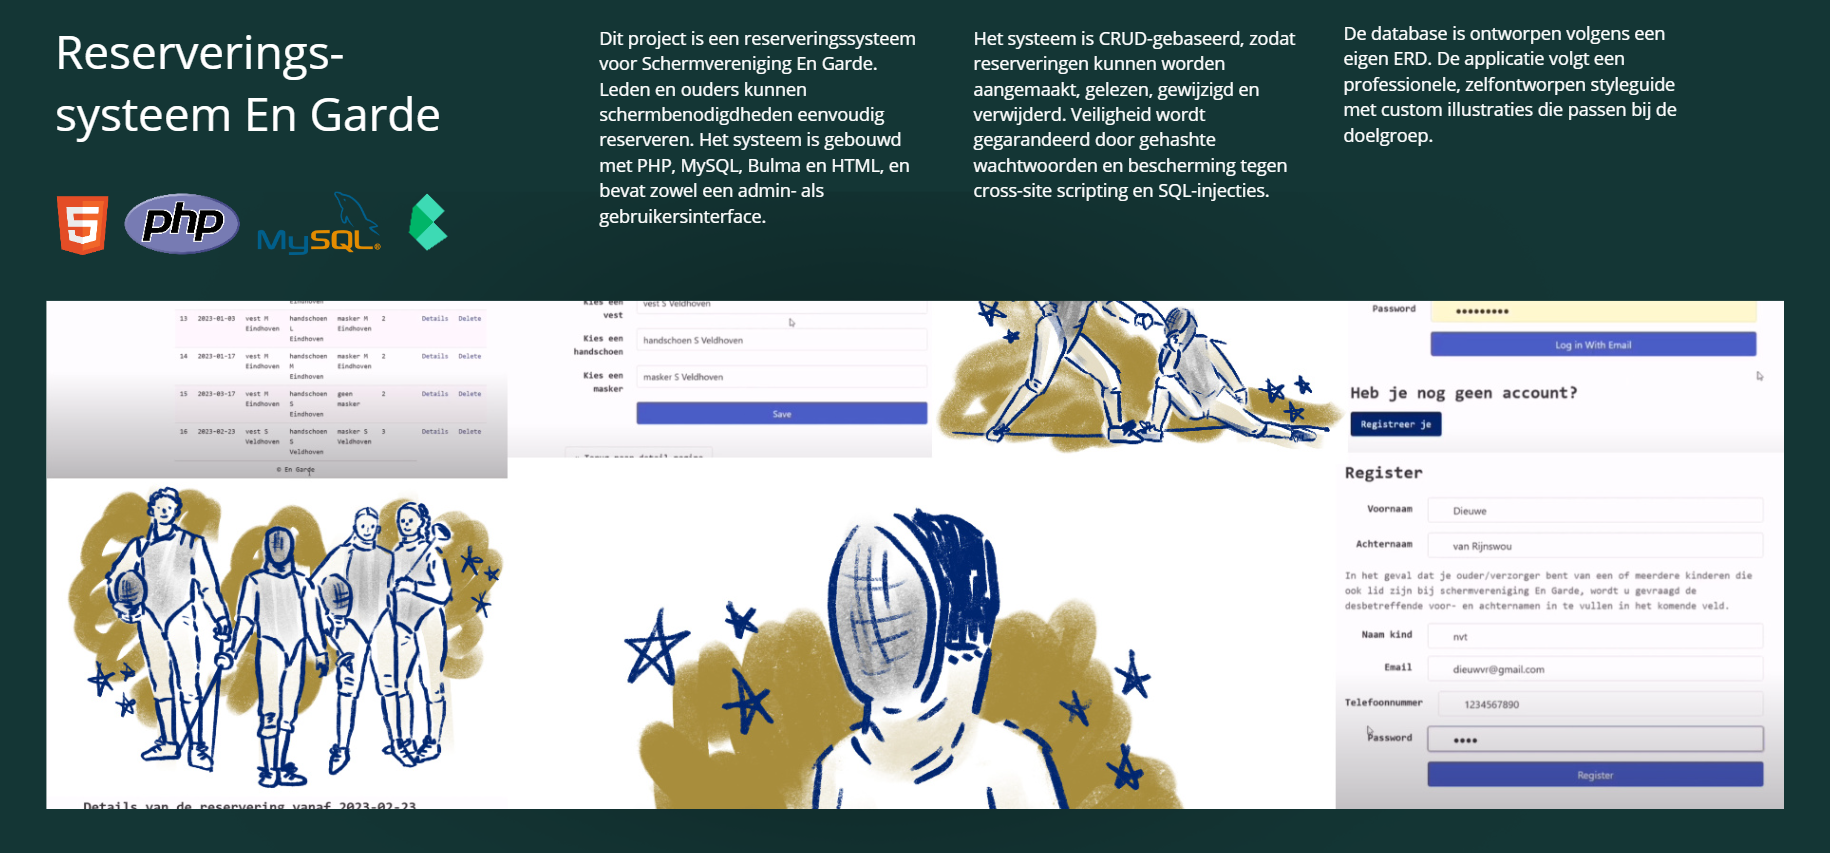 Reserverings-
systeem En Garde
Dit project is een reserveringssysteem
voor Schermvereniging En Garde.
Leden en ouders kunnen
schermbenodigdheden eenvoudig
reserveren. Het systeem is gebouwd
met PHP, MySQL, Bulma en HTML, en
bevat zowel een admin- als
gebruikersinterface.
Het systeem is CRUD-gebaseerd, zodat
reserveringen kunnen worden
aangemaakt, gelezen, gewijzigd en
verwijderd. Veiligheid wordt
gegarandeerd door gehashte
wachtwoorden en bescherming tegen
cross-site scripting en SQL-injecties.
De database is ontworpen volgens een
eigen ERD. De applicatie volgt een
professionele, zelfontworpen styleguide
met custom illustraties die passen bij de
doelgroep.
5 php MySQL®
Eindhoven
13 2023-01-03 vest M handschoen masker M 2 Details Delete
Eindhoven L Eindhoven
Eindhoven
14 2023-01-17 vest M handschoen masker M 2 Details Delete
Eindhoven M Eindhoven
Eindhoven
15 2023-03-17 vest M handschoen geen 2 Details Delete
Eindhoven S masker
Eindhoven
16 2023-02-23 vest S handschoen masker S 3 Details Delete
Veldhoven S Veldhoven
Veldhoven
© En Garde
Kies een vest S Veldhoven
vest
Kies een handschoen S Veldhoven
handschoen
Kies een masker S Veldhoven
masker
Save
Terug naar detail pagina
Password •••••••••
Log in With Email
Heb je nog geen account?
Registreer je
Register
Voornaam Dieuwe
Achternaam van Rijnswou
In het geval dat je ouder/verzorger bent van een of meerdere kinderen die
ook lid zijn bij schermvereniging En Garde, wordt u gevraagd de
desbetreffende voor- en achternamen in te vullen in het komende veld.
Naam kind nvt
Email dieuwvr@gmail.com
Telefoonnummer 1234567890
Password ••••
Register
Details van de reservering vanaf 2023-02-23